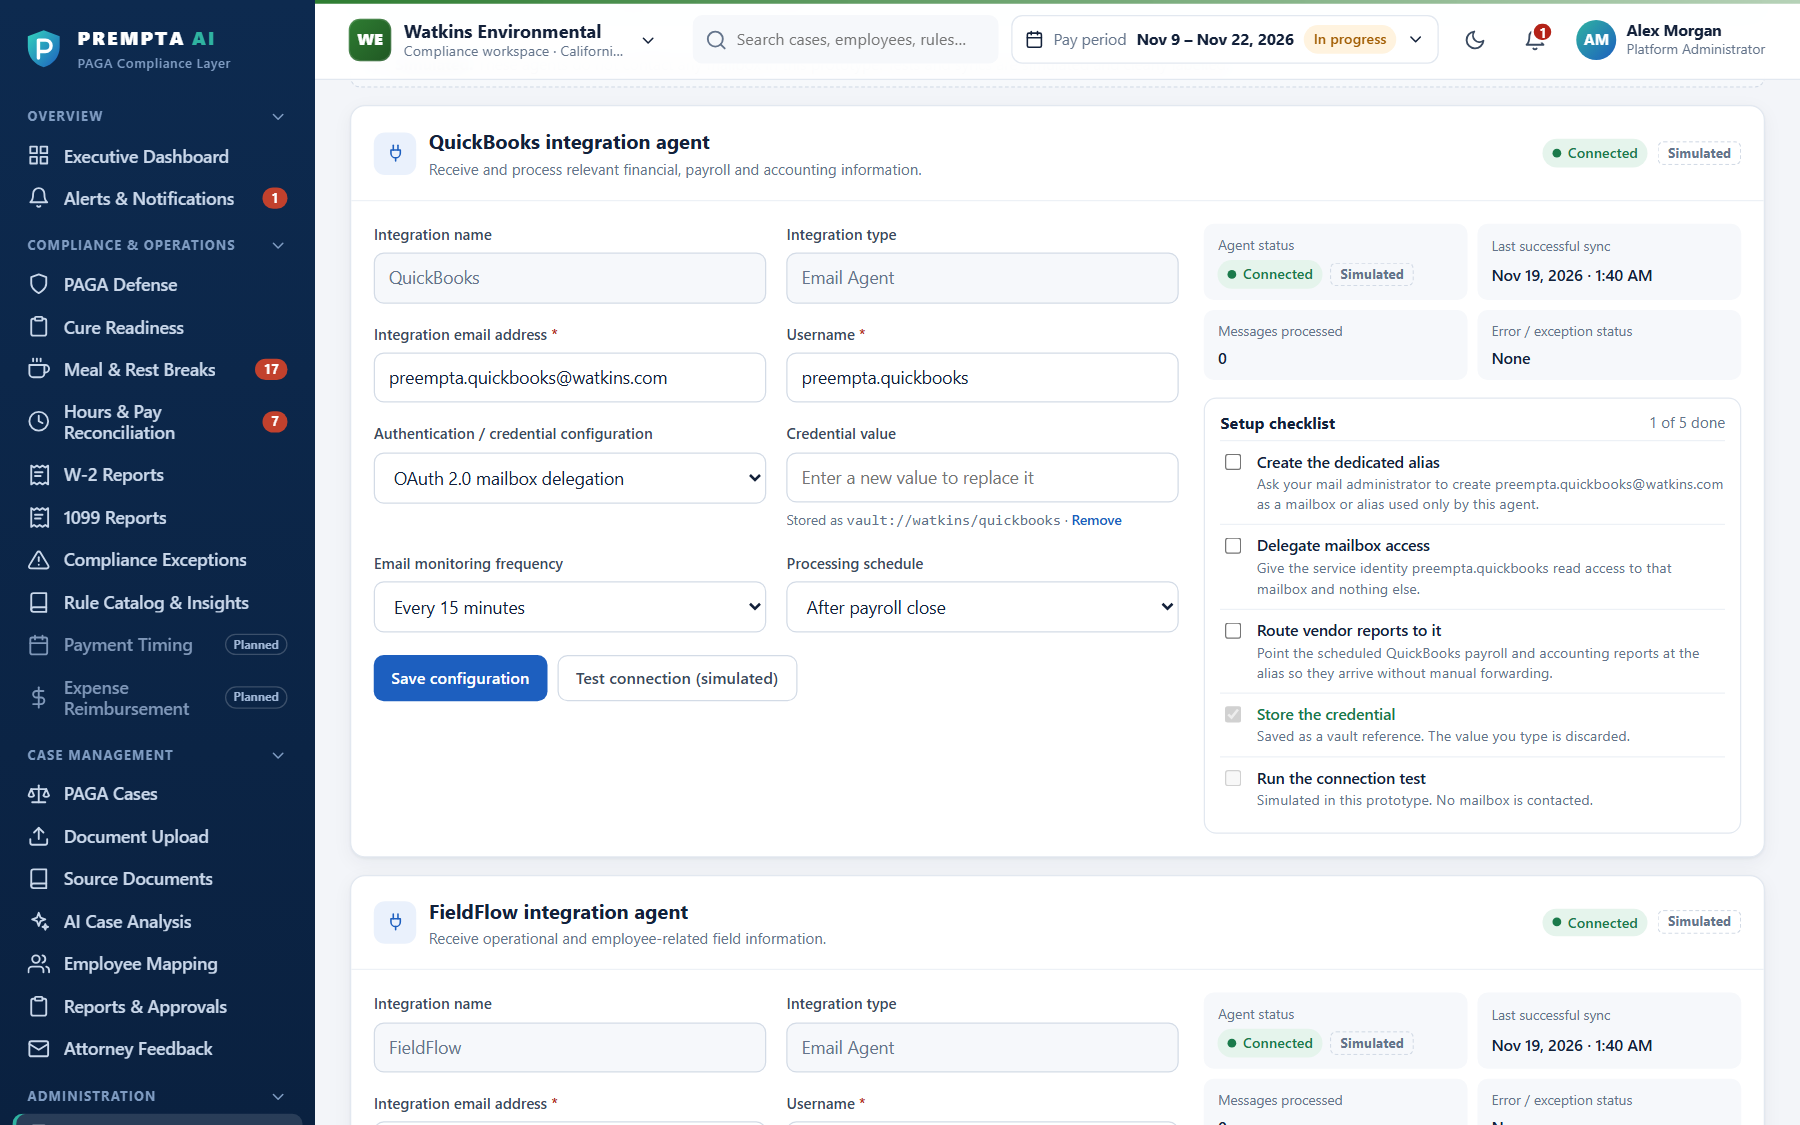 PREMPTA AI
PAGA Compliance Layer
OVERVIEW
Executive Dashboard
Alerts & Notifications
1
COMPLIANCE & OPERATIONS
PAGA Defense
Cure Readiness
Meal & Rest Breaks
17
Hours & Pay
Reconciliation
7
W-2 Reports
1099 Reports
Compliance Exceptions
Rule Catalog & Insights
Payment Timing
Planned
Expense
Reimbursement
Planned
CASE MANAGEMENT
PAGA Cases
Document Upload
Source Documents
AI Case Analysis
Employee Mapping
Reports & Approvals
Attorney Feedback
ADMINISTRATION
WE
Watkins Environmental
Compliance workspace · Californi...
Search cases, employees, rules...
Pay period Nov 9 – Nov 22, 2026 In progress
1
AM
Alex Morgan
Platform Administrator
QuickBooks integration agent
Receive and process relevant financial, payroll and accounting information.
Connected
Simulated
Integration name
QuickBooks
Integration type
Email Agent
Integration email address *
preempta.quickbooks@watkins.com
Username *
preempta.quickbooks
Authentication / credential configuration
OAuth 2.0 mailbox delegation
Credential value
Enter a new value to replace it
Stored as vault://watkins/quickbooks · Remove
Email monitoring frequency
Every 15 minutes
Processing schedule
After payroll close
Save configuration
Test connection (simulated)
Agent status
Connected
Simulated
Last successful sync
Nov 19, 2026 · 1:40 AM
Messages processed
0
Error / exception status
None
Setup checklist
1 of 5 done
Create the dedicated alias
Ask your mail administrator to create preempta.quickbooks@watkins.com
as a mailbox or alias used only by this agent.
Delegate mailbox access
Give the service identity preempta.quickbooks read access to that
mailbox and nothing else.
Route vendor reports to it
Point the scheduled QuickBooks payroll and accounting reports at the
alias so they arrive without manual forwarding.
Store the credential
Saved as a vault reference. The value you type is discarded.
Run the connection test
Simulated in this prototype. No mailbox is contacted.
FieldFlow integration agent
Receive operational and employee-related field information.
Connected
Simulated
Integration name
FieldFlow
Integration type
Email Agent
Integration email address *
Username *
Agent status
Connected
Simulated
Last successful sync
Nov 19, 2026 · 1:40 AM
Messages processed
Error / exception status